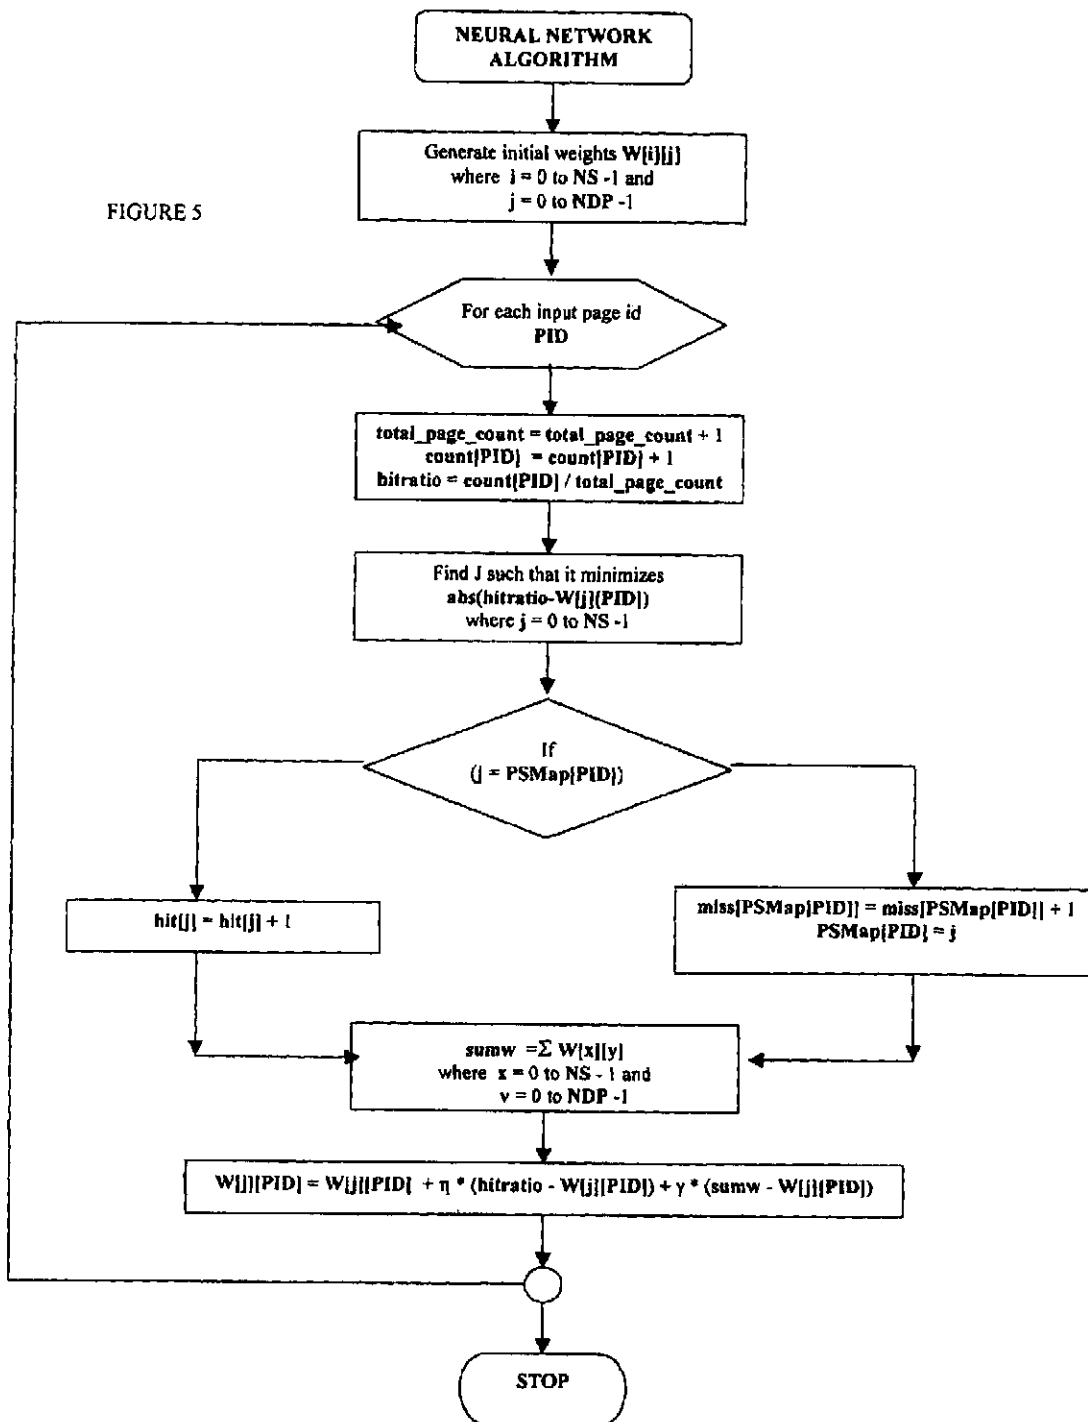 NEURAL NETWORK
ALGORITHM
Generate initial weights W[i][j]
where i = 0 to NS -1 and
j = 0 to NDP -1
FIGURE 5
For each input page id
PID
total_page_count = total_page_count + 1
count[PID] = count[PID] + 1
hitratio = count[PID] / total_page_count
Find J such that it minimizes
abs(hitratio-W[j][PID])
where j = 0 to NS -1
If
(j = PSMap[PID])
hit[j] = hit[j] + 1
miss[PSMap[PID]] = miss[PSMap[PID]] + 1
PSMap[PID] = j
sumw =Σ W[x][y]
where x = 0 to NS - 1 and
y = 0 to NDP -1
W[j][PID] = W[j][PID] + η * (hitratio - W[j][PID]) + γ * (sumw - W[j][PID])
STOP